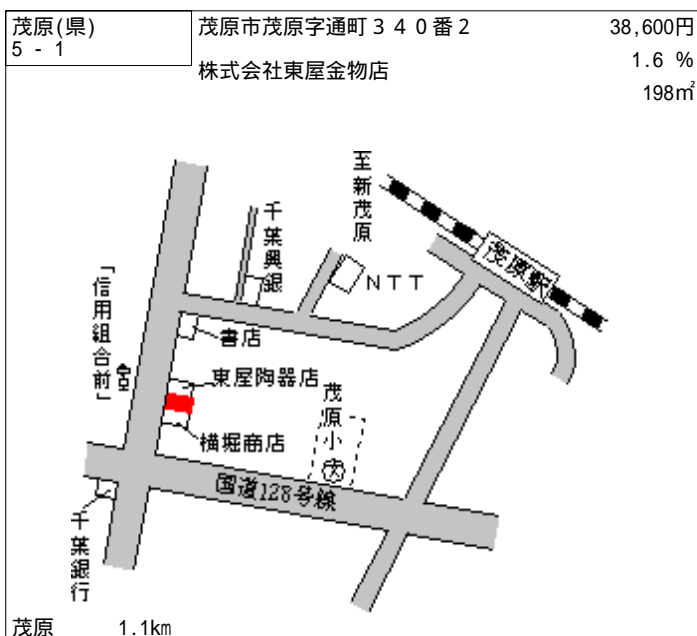 茂原(県)
5 - 1
茂原市茂原字通町３４０番２
38,600円
株式会社東屋金物店
1.6 %
198㎡
至新茂原
千葉興銀
茂原駅
ＮＴＴ
「信用組合前」
書店
東屋陶器店
茂原小
文
横堀商店
国道128号線
千葉銀行
茂原 1.1km